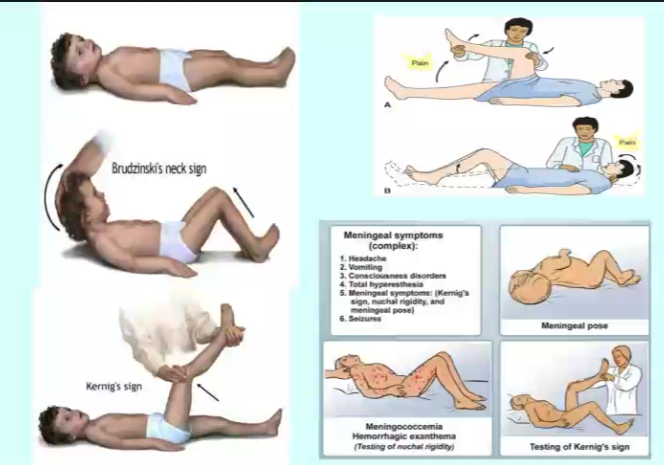 Brudzinski's neck sign
Kernig's sign
Pain
A
Pain
B
Meningeal symptoms
(complex):
1. Headache
2. Vomiting
3. Consciousness disorders
4. Total hyperesthesia
5. Meningeal symptoms: (Kernig's
sign, nuchal rigidity, and
meningeal pose)
6. Seizures
Meningeal pose
Meningococcemia
Hemorrhagic exanthema
(Testing of nuchal rigidity)
Testing of Kernig's sign